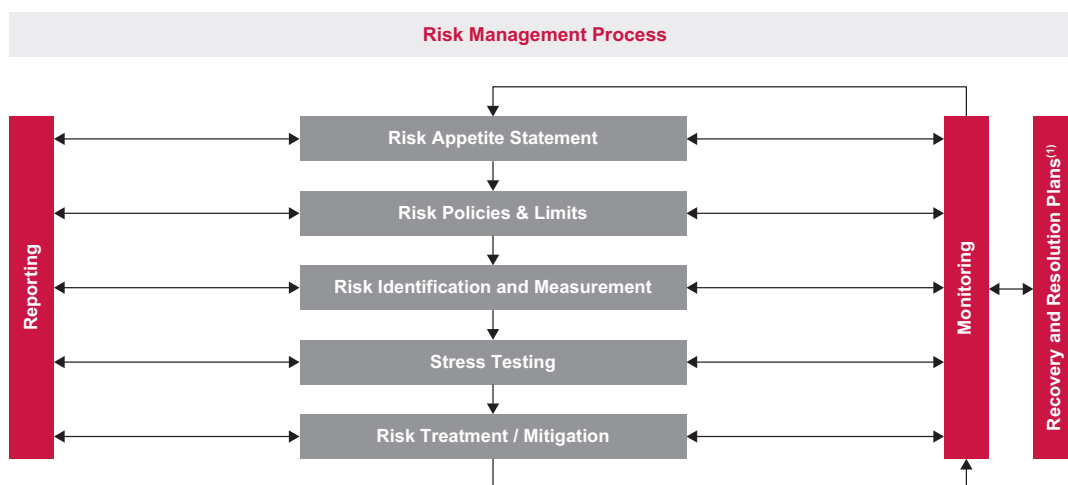 Risk Management Process
Risk Appetite Statement
Risk Policies & Limits
Risk Identification and Measurement
Stress Testing
Risk Treatment / Mitigation
Reporting
Monitoring
Recovery and Resolution Plans(1)